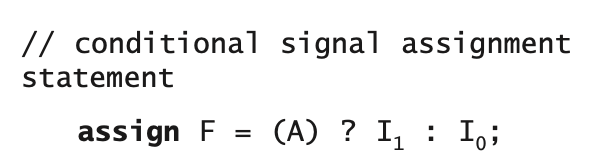 // conditional signal assignment
statement
assign F = (A) ? I₁ : I₀;